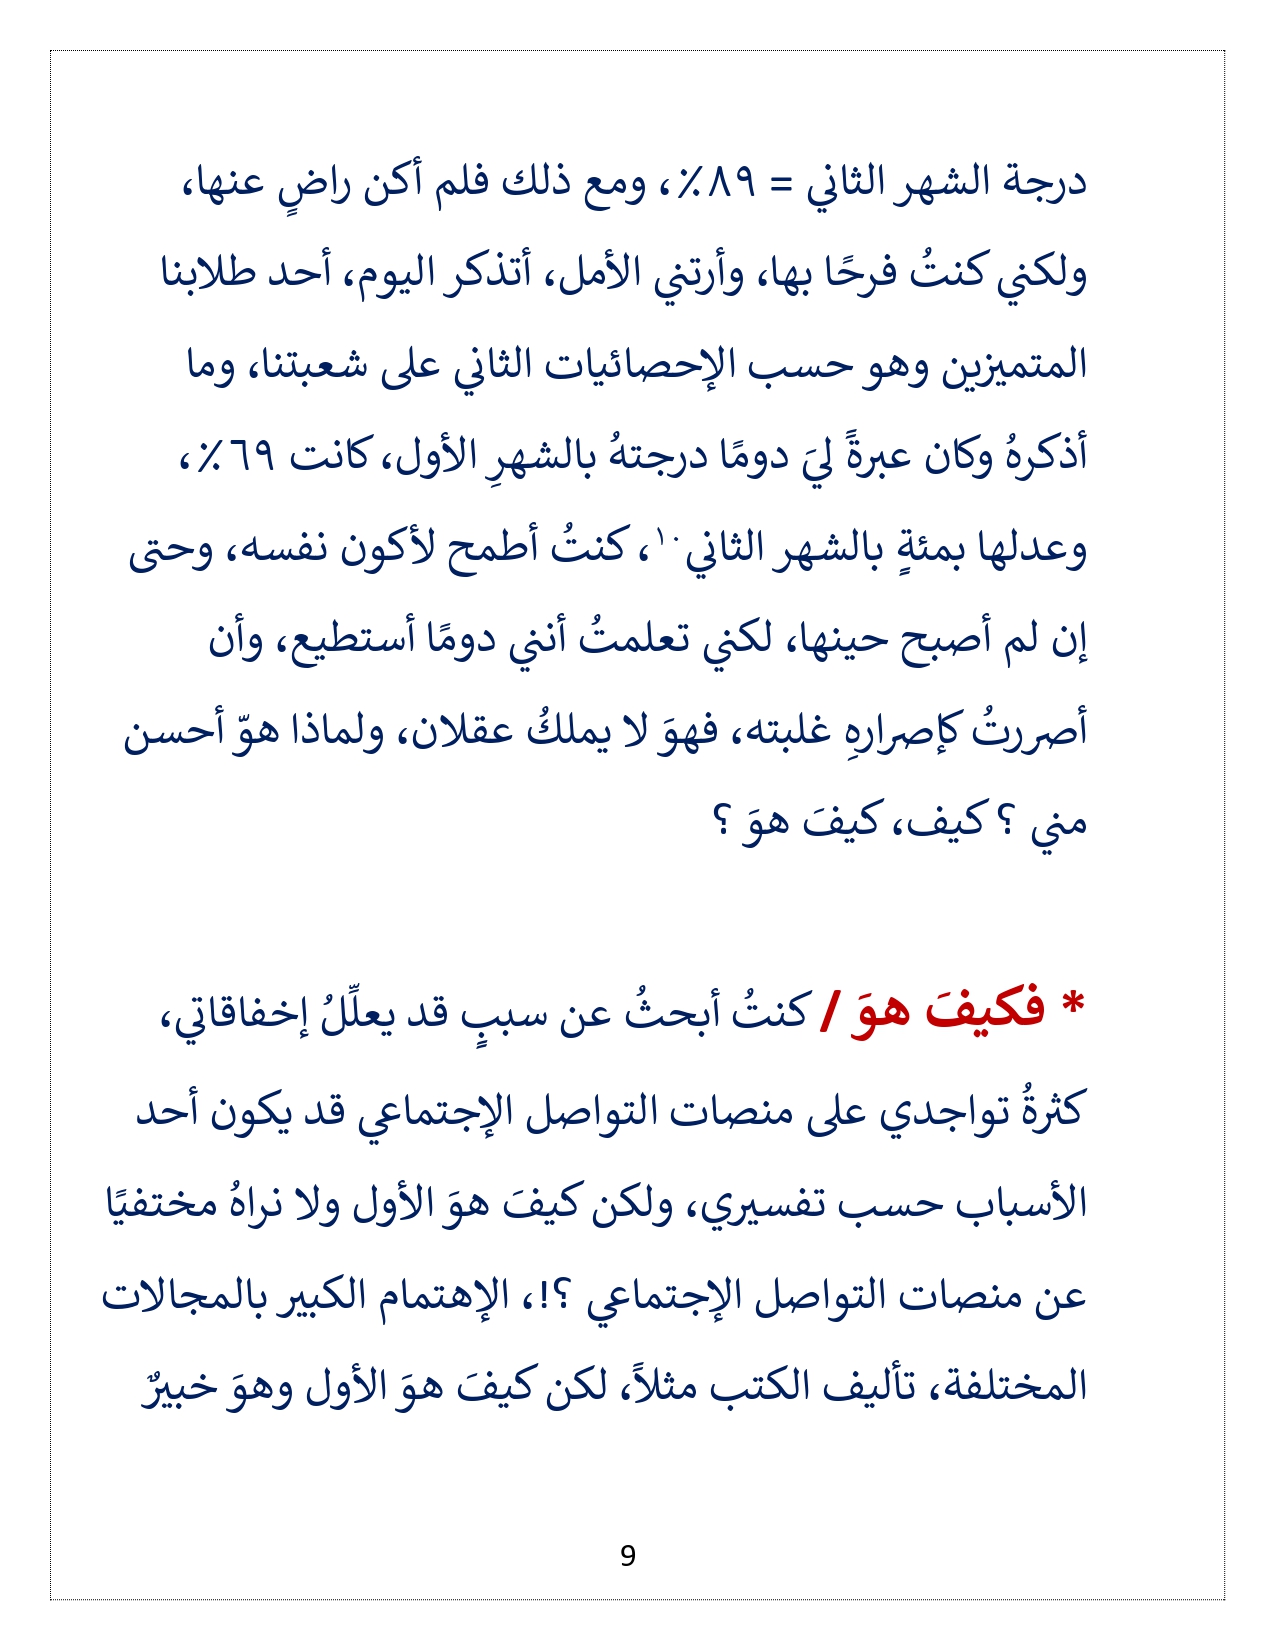 درجة الشهر الثاني = ٨٩٪، ومع ذلك فلم أكن راضٍ عنها،
ولكني كنتُ فرحًا بها، وأرتني الأمل، أتذكر اليوم، أحد طلابنا
المتميزين وهو حسب الإحصائيات الثاني على شعبتنا، وما
أذكرهُ وكان عبرةً ليَ دومًا درجتهُ بالشهرِ الأول، كانت ٦٩٪،
وعدلها بمئةٍ بالشهر الثاني١٠، كنتُ أطمح لأكون نفسه، وحتى
إن لم أصبح حينها، لكني تعلمتُ أنني دومًا أستطيع، وأن
أصررتُ كإصرارهِ غلبته، فهوَ لا يملكُ عقلان، ولماذا هوّ أحسن
مني ؟ كيف، كيفَ هوَ ؟
* فكيفَ هوَ / كنتُ أبحثُ عن سببٍ قد يعلِّلُ إخفاقاتي،
كثرةُ تواجدي على منصات التواصل الإجتماعي قد يكون أحد
الأسباب حسب تفسيري، ولكن كيفَ هوَ الأول ولا نراهُ مختفيًا
عن منصات التواصل الإجتماعي ؟!، الإهتمام الكبير بالمجالات
المختلفة، تأليف الكتب مثلاً، لكن كيفَ هوَ الأول وهوَ خبيرٌ
9